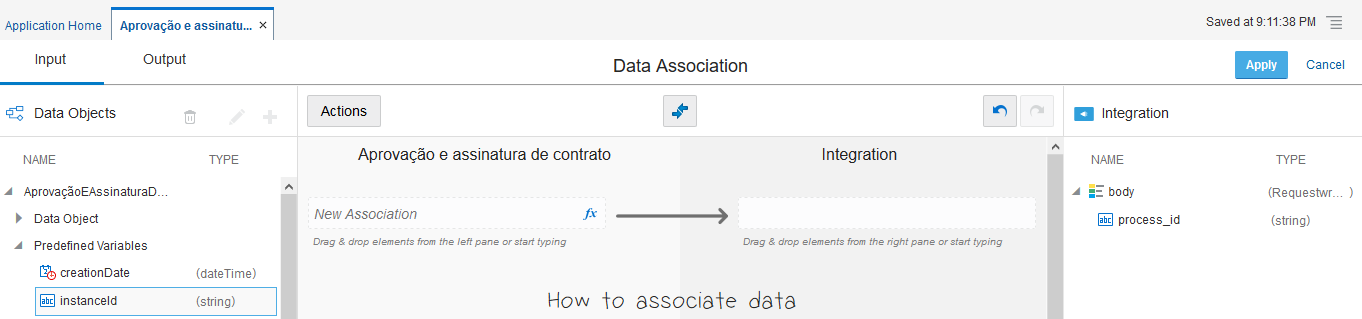 Application Home
Aprovação e assinatu... ×
Saved at 9:11:38 PM
Input
Output
Data Association
Apply
Cancel
Data Objects
Actions
Integration
NAME TYPE
Aprovação e assinatura de contrato
Integration
NAME TYPE
AprovaçãoEAssinaturaD...
body (Requestwr... )
Data Object
New Association fx
abc process_id (string)
Predefined Variables
Drag & drop elements from the left pane or start typing
Drag & drop elements from the right pane or start typing
creationDate (dateTime)
abc instanceId (string)
How to associate data